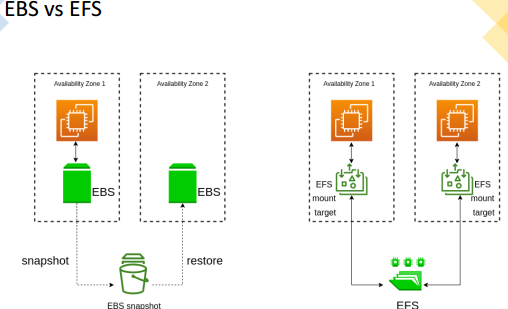 EBS vs EFS
Availability Zone 1
Availability Zone 2
EBS
EBS
snapshot
restore
EBS snapshot
Availability Zone 1
Availability Zone 2
EFS
mount
target
EFS
mount
target
EFS